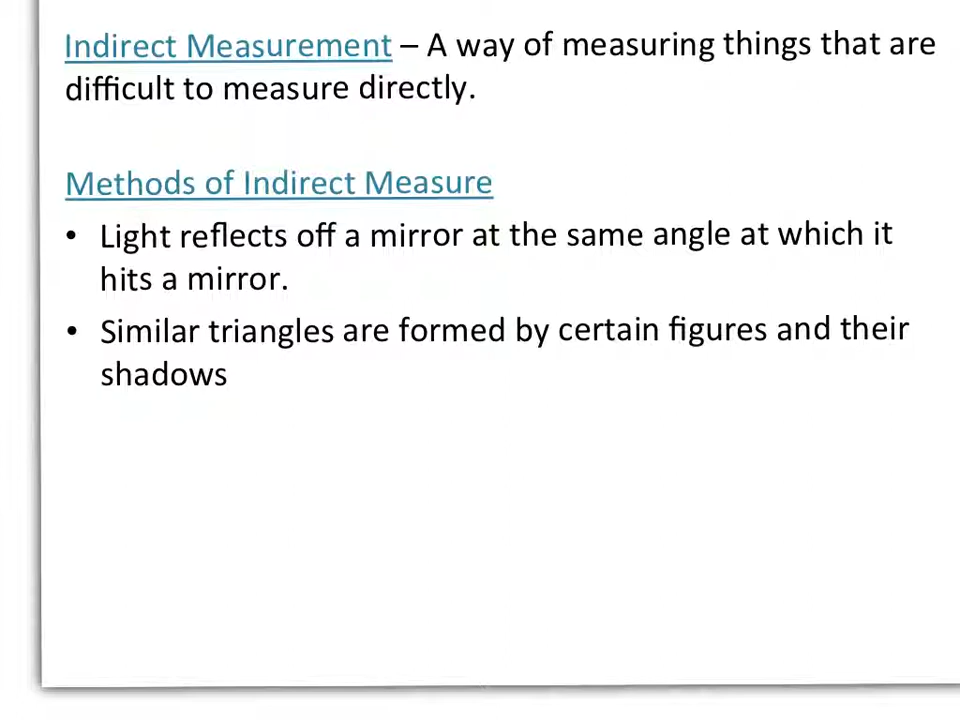 Indirect Measurement – A way of measuring things that are
difficult to measure directly.
Methods of Indirect Measure
• Light reflects off a mirror at the same angle at which it
hits a mirror.
• Similar triangles are formed by certain figures and their
shadows